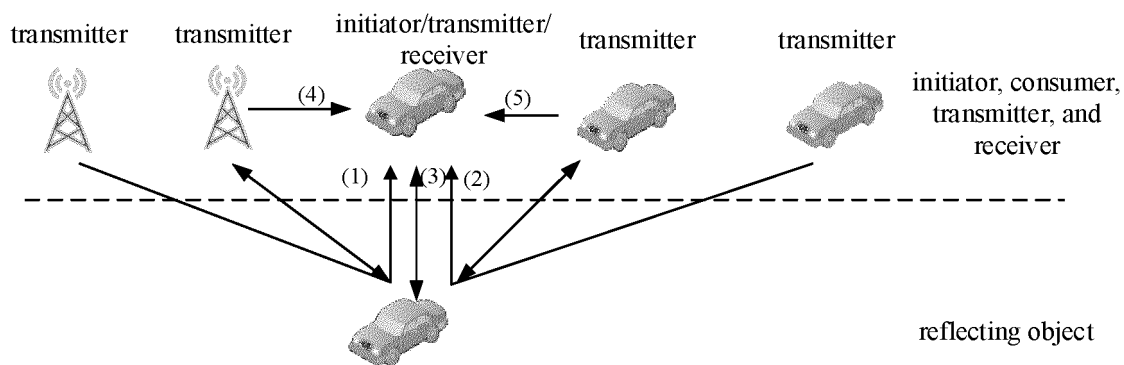 transmitter
transmitter
initiator/transmitter/
receiver
transmitter
transmitter
initiator, consumer,
transmitter, and
receiver
(4)
(5)
(1)
(3)
(2)
reflecting object